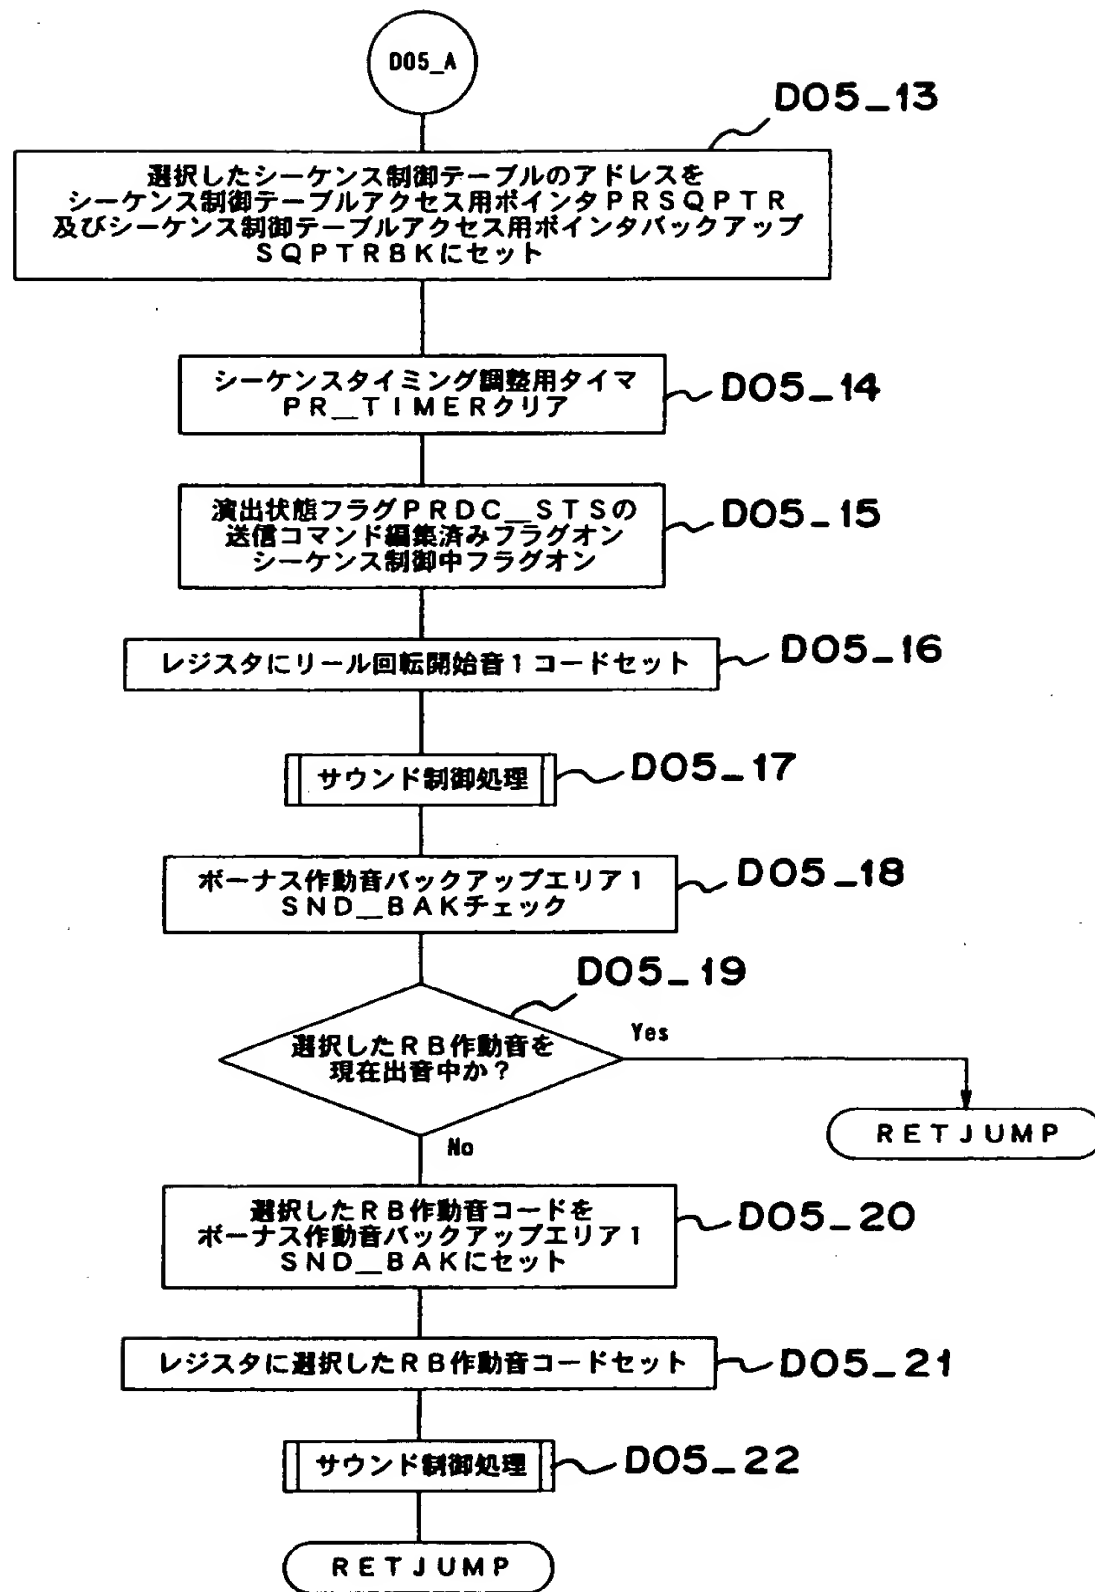 D05_A
D05_13
選択したシーケンス制御テーブルのアドレスを
シーケンス制御テーブルアクセス用ポインタPRSQPTR
及びシーケンス制御テーブルアクセス用ポインタバックアップ
SQPTRBKにセット
シーケンスタイミング調整用タイマ
PR__TIMERクリア
D05_14
演出状態フラグPRDC__STSの
送信コマンド編集済みフラグオン
シーケンス制御中フラグオン
D05_15
レジスタにリール回転開始音1コードセット
D05_16
サウンド制御処理
D05_17
ボーナス作動音バックアップエリア1
SND__BAKチェック
D05_18
D05_19
選択したRB作動音を
現在出音中か?
Yes
RETJUMP
No
選択したRB作動音コードを
ボーナス作動音バックアップエリア1
SND__BAKにセット
D05_20
レジスタに選択したRB作動音コードセット
D05_21
サウンド制御処理
D05_22
RETJUMP